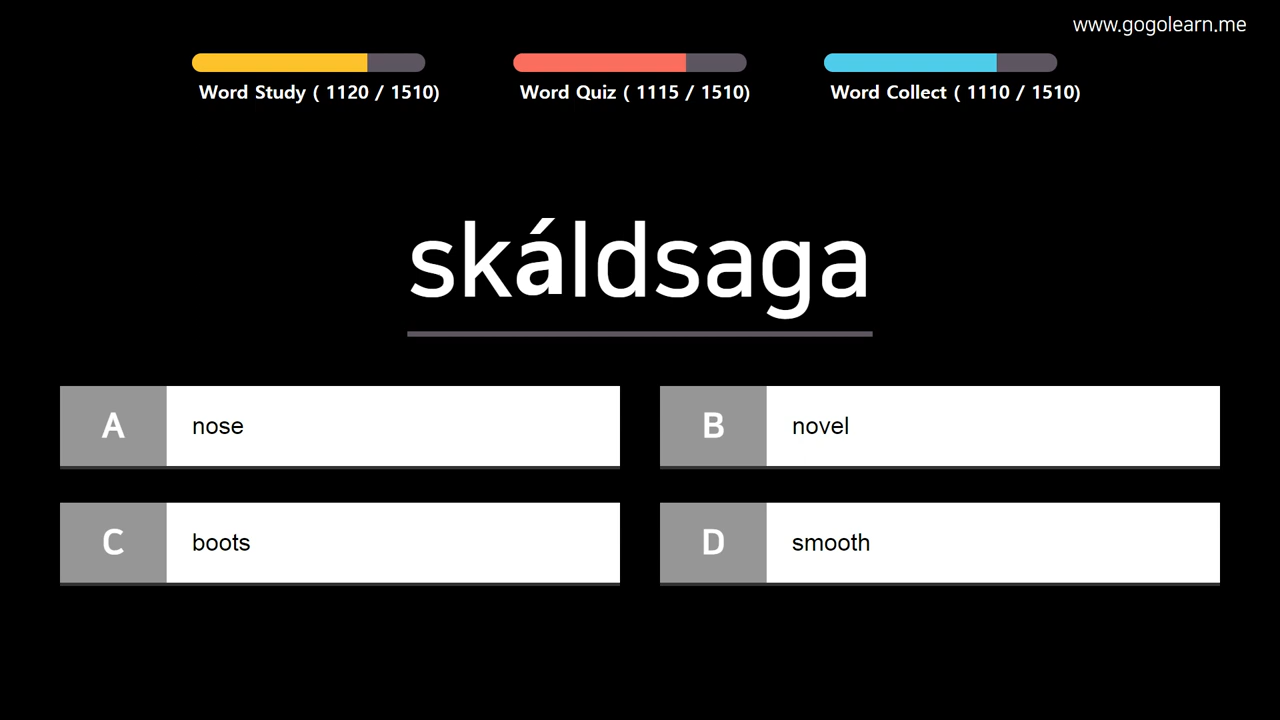 www.gogolearn.me
Word Study ( 1120 / 1510)
Word Quiz ( 1115 / 1510)
Word Collect ( 1110 / 1510)
skáldsaga
A nose
B novel
C boots
D smooth